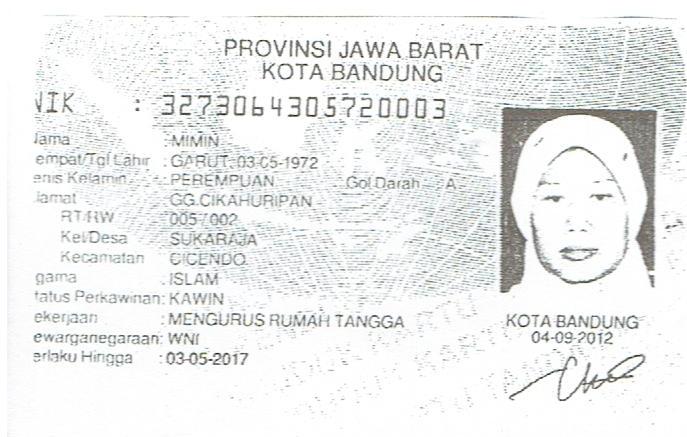 PROVINSI JAWA BARAT
KOTA BANDUNG
NIK : 3273064305720003
Nama : MIMIN
empat/Tgl Lahir : GARUT, 03-05-1972
enis Kelamin : PEREMPUAN Gol Darah A
lamat GG.CIKAHURIPAN
RT/RW 005 / 002
Kel/Desa SUKARAJA
Kecamatan : CICENDO
gama : ISLAM
tatus Perkawinan: KAWIN
ekerjaan : MENGURUS RUMAH TANGGA
ewarganegaraan: WNI
erlaku Hingga : 03-05-2017
KOTA BANDUNG
04-09-2012